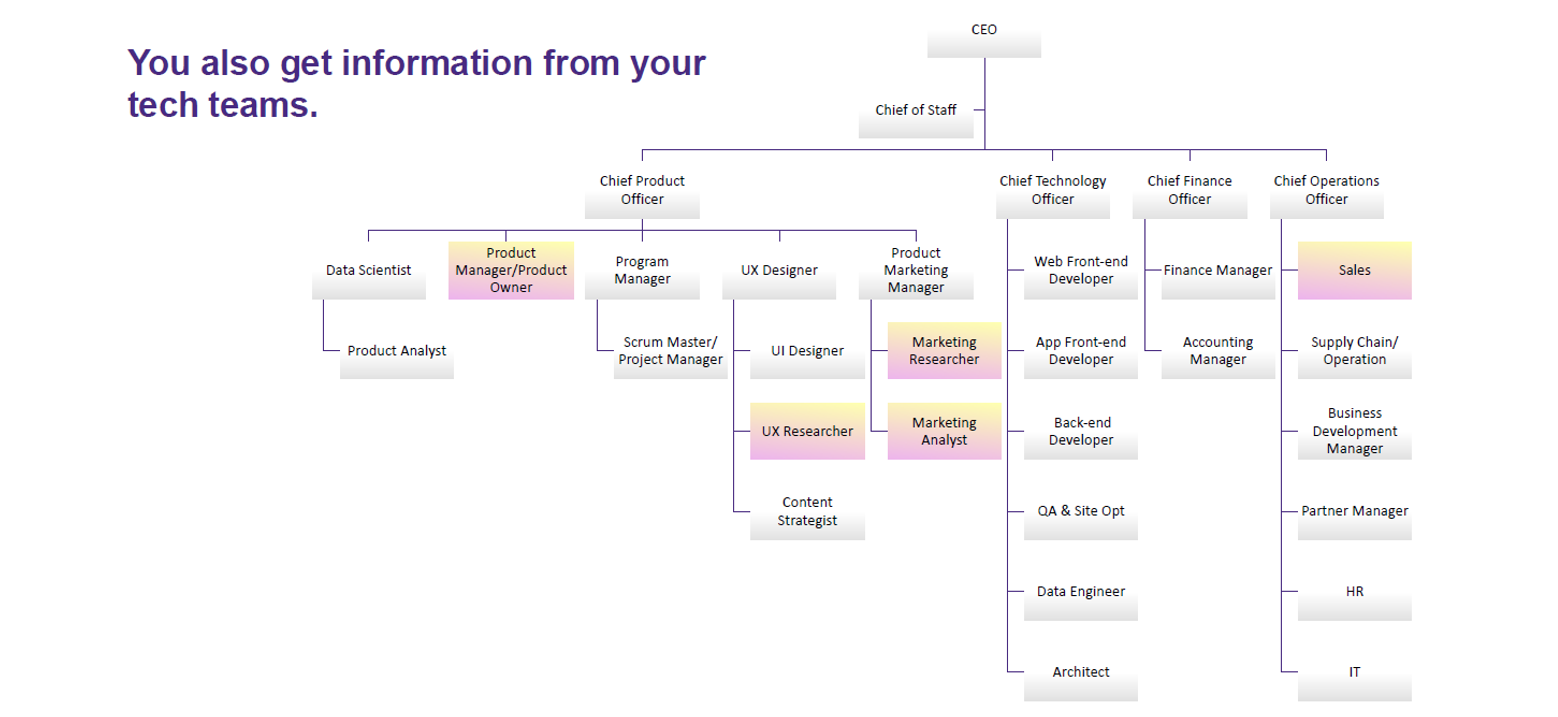 You also get information from your
tech teams.
CEO
Chief of Staff
Chief Product
Officer
Chief Technology
Officer
Chief Finance
Officer
Chief Operations
Officer
Data Scientist
Product
Manager/Product
Owner
Program
Manager
UX Designer
Product
Marketing
Manager
Web Front-end
Developer
Finance Manager
Sales
Product Analyst
Scrum Master/
Project Manager
UI Designer
Marketing
Researcher
App Front-end
Developer
Accounting
Manager
Supply Chain/
Operation
UX Researcher
Marketing
Analyst
Back-end
Developer
Business
Development
Manager
Content
Strategist
QA & Site Opt
Partner Manager
Data Engineer
HR
Architect
IT